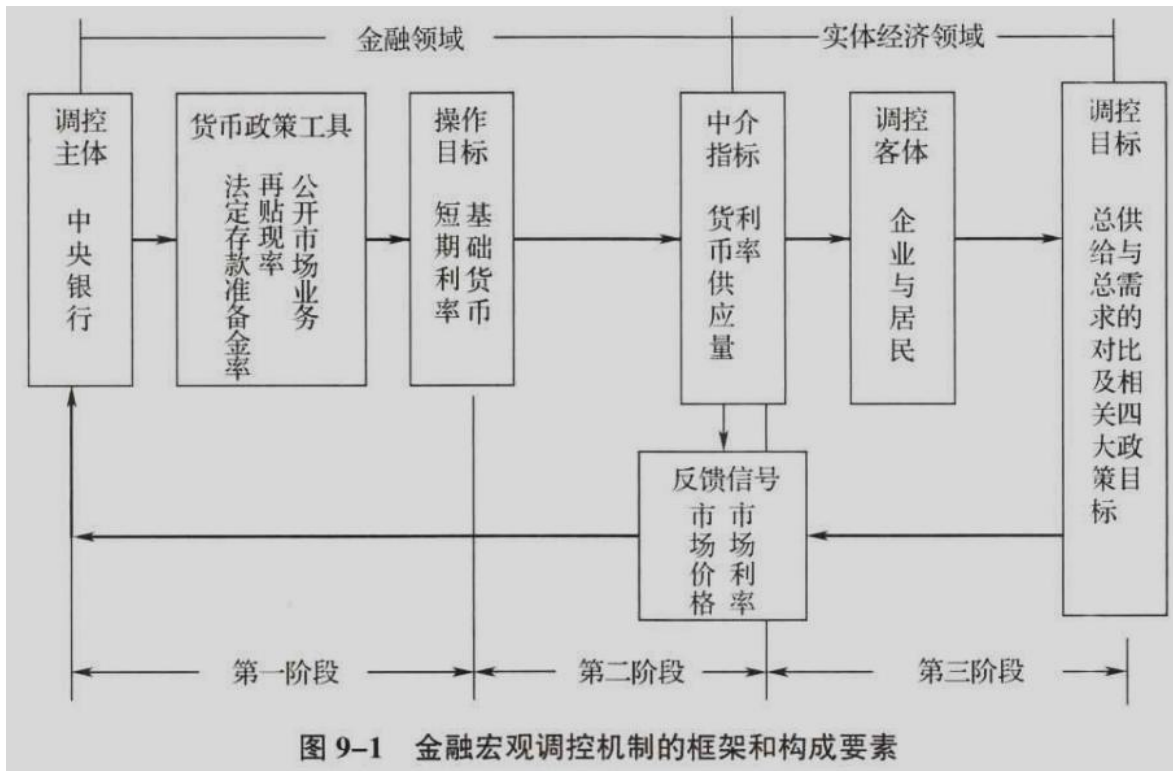 金融领域
实体经济领域
调控
主体
中央银行
货币政策工具
法定存款准备金率
再贴现率
公开市场业务
操作
目标
短期利率
基础货币
中介
指标
货币供应量
利率
调控
客体
企业与居民
调控
目标
总供给与总需求的对比及相关四大政策目标
反馈信号
市场价格
市场利率
第一阶段
第二阶段
第三阶段
图 9-1 金融宏观调控机制的框架和构成要素